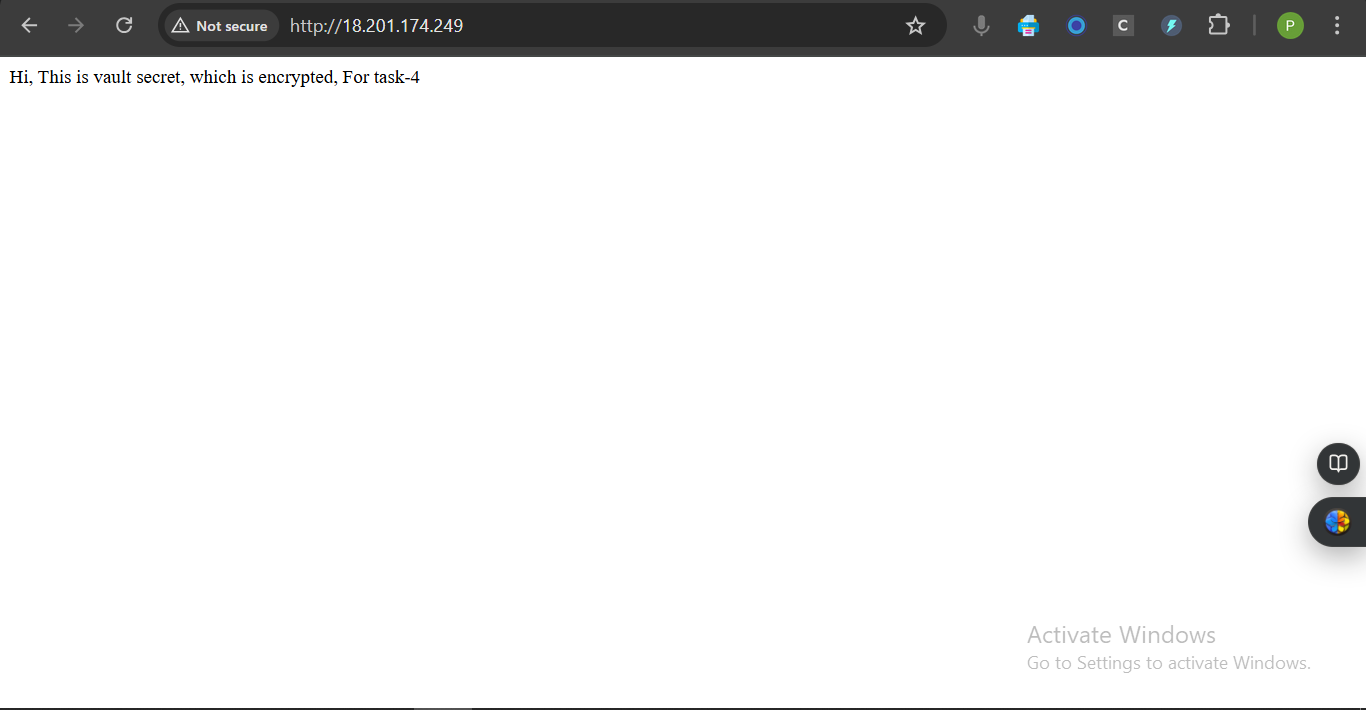 Not secure
http://18.201.174.249
C
P
Hi, This is vault secret, which is encrypted, For task-4
Activate Windows
Go to Settings to activate Windows.